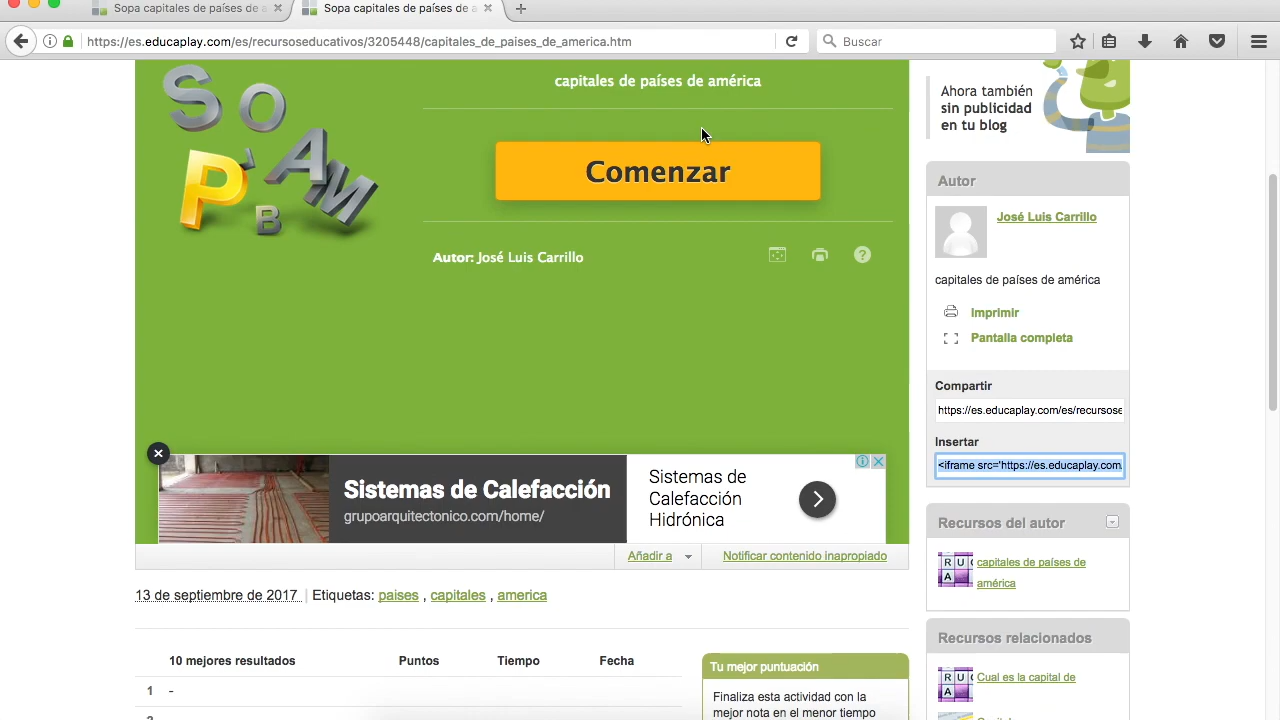 Sopa capitales de países de a
Sopa capitales de países de a
https://es.educaplay.com/es/recursoseducativos/3205448/capitales_de_paises_de_america.htm
Buscar
S O P A M B
capitales de países de américa
Comenzar
Autor: José Luis Carrillo
Ahora también
sin publicidad
en tu blog
Autor
José Luis Carrillo
capitales de países de américa
Imprimir
Pantalla completa
Compartir
https://es.educaplay.com/es/recursose
Insertar
<iframe src='https://es.educaplay.com/
Sistemas de Calefacción
grupoarquitectonico.com/home/
Sistemas de
Calefacción
Hidrónica
Añadir a
Notificar contenido inapropiado
Recursos del autor
R U
A
capitales de países de
américa
13 de septiembre de 2017 | Etiquetas: paises , capitales , america
Recursos relacionados
R U
A
Cual es la capital de
10 mejores resultados Puntos Tiempo Fecha
1 -
Tu mejor puntuación
Finaliza esta actividad con la
mejor nota en el menor tiempo